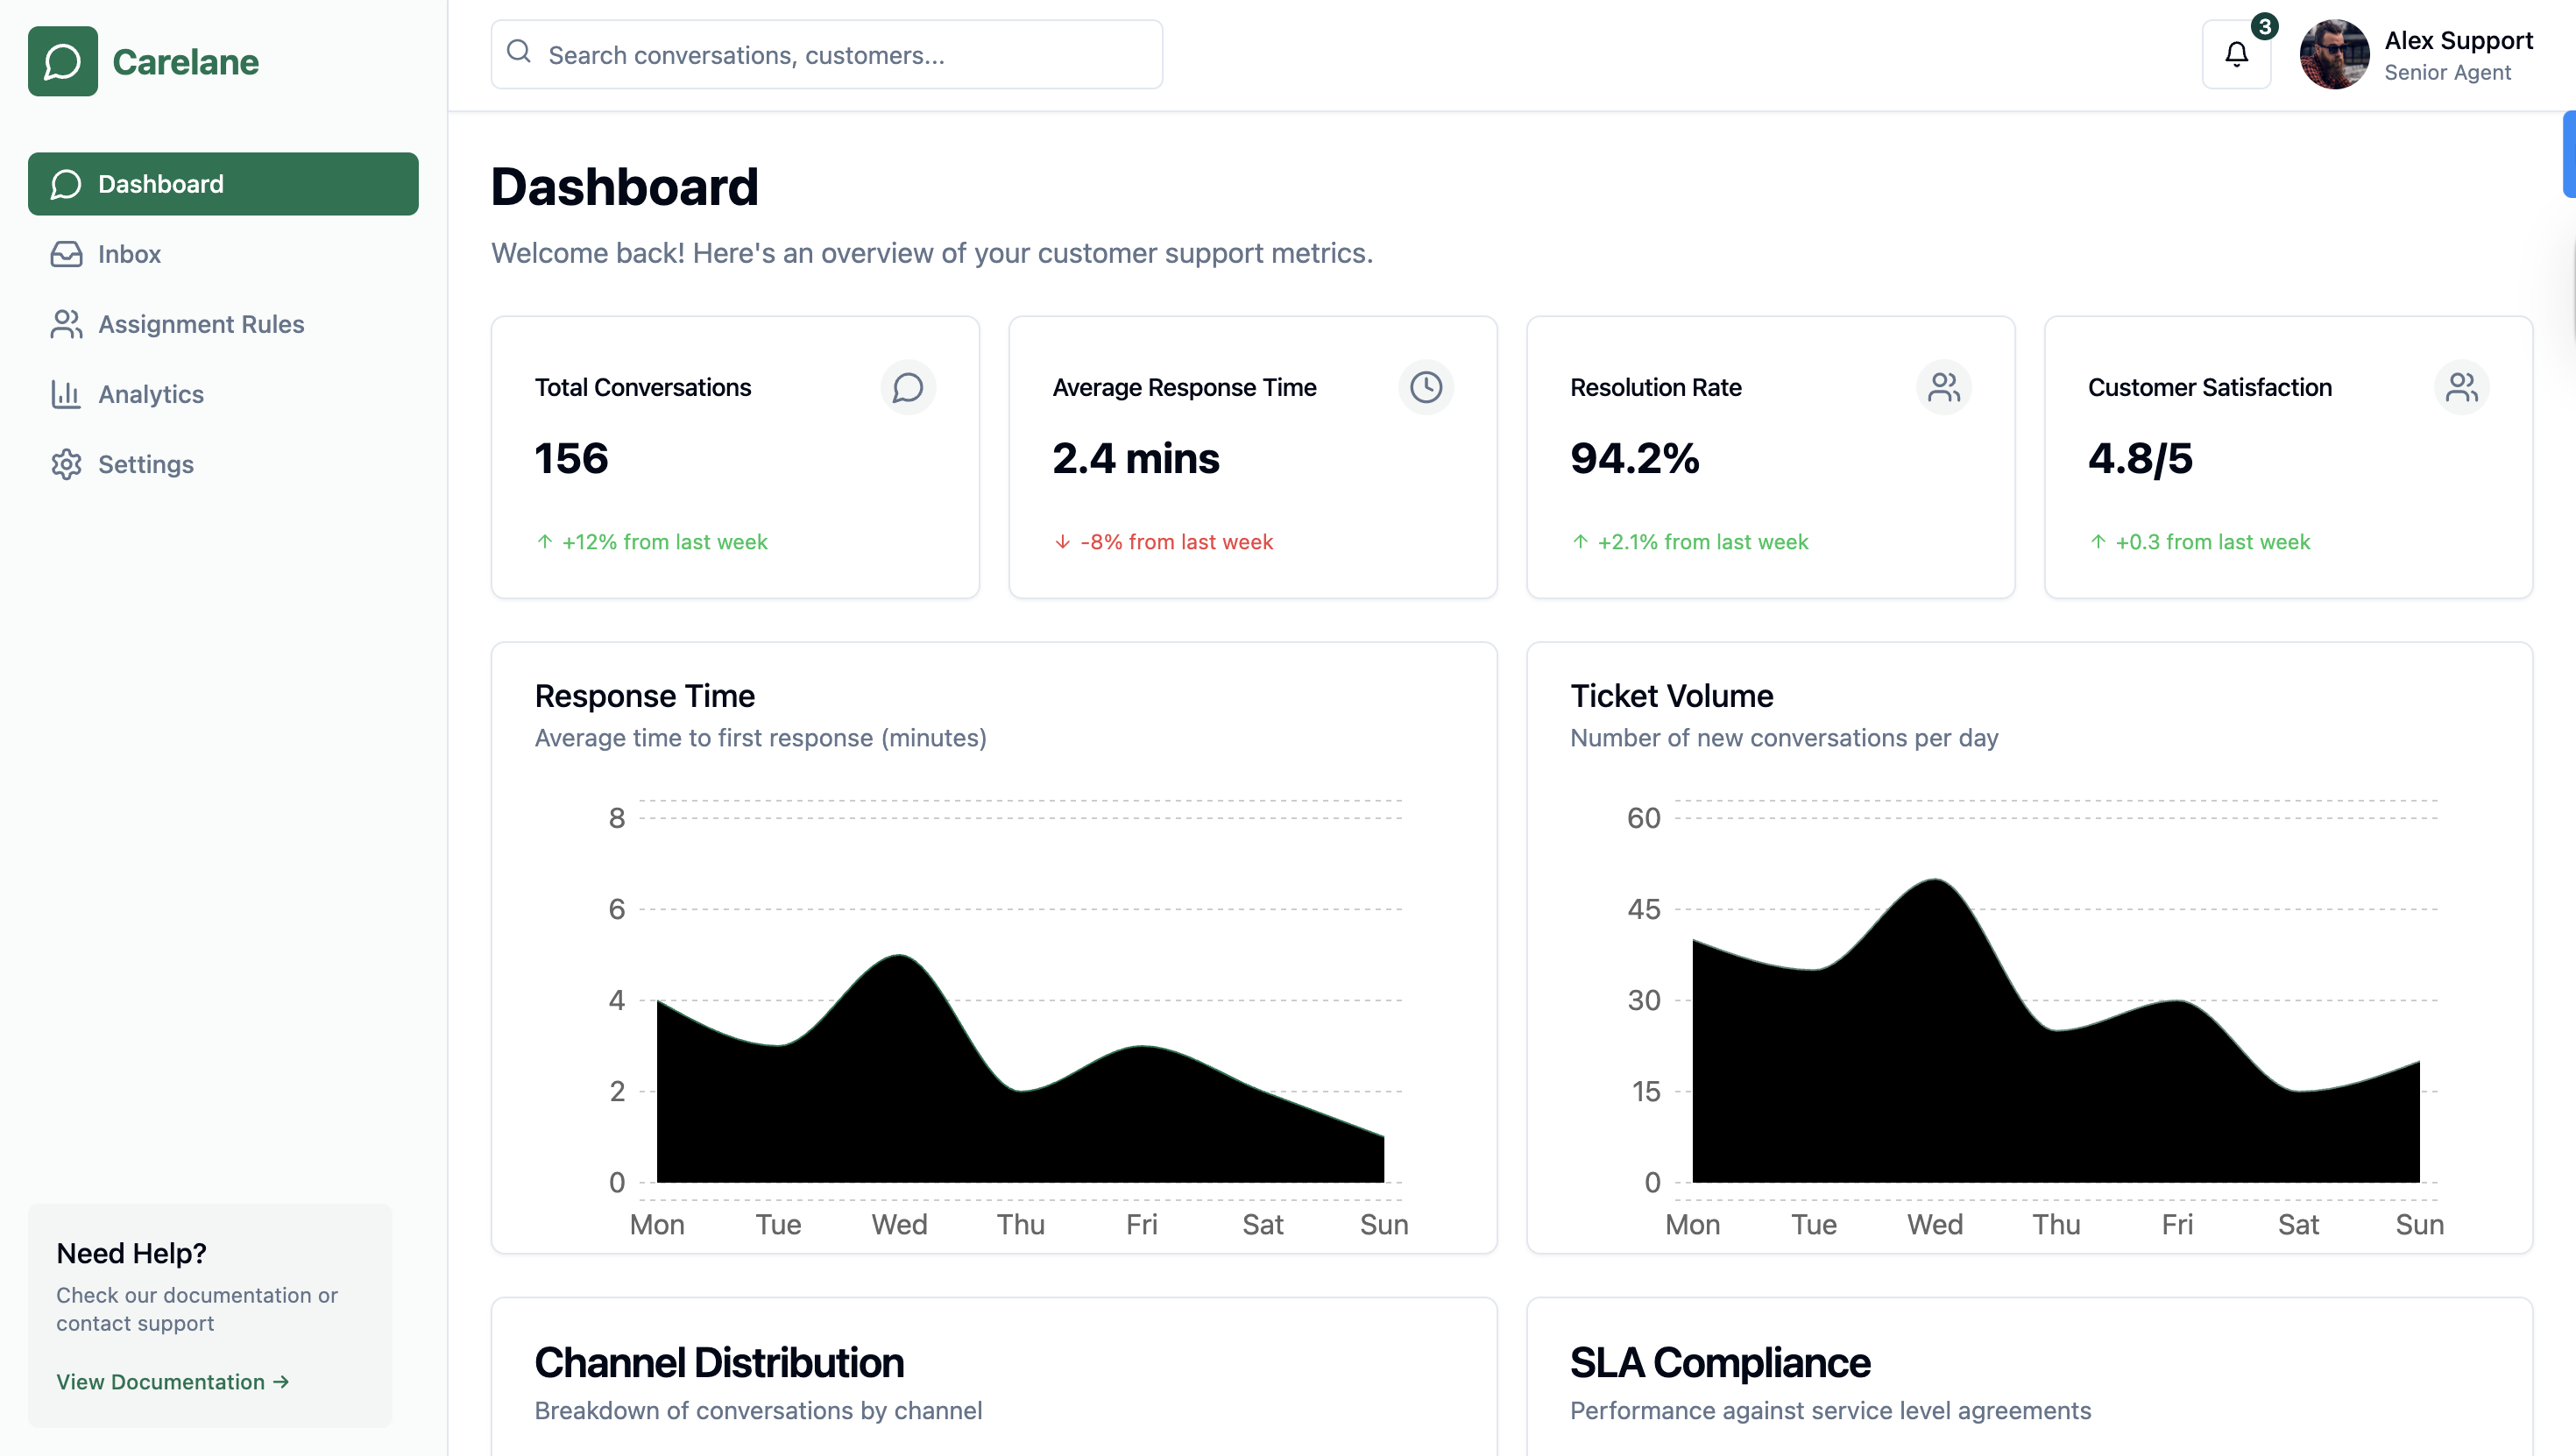 Carelane
Dashboard
Inbox
Assignment Rules
Analytics
Settings
Need Help?
Check our documentation or
contact support
View Documentation →
Search conversations, customers...
3
Alex Support
Senior Agent
Dashboard
Welcome back! Here's an overview of your customer support metrics.
Total Conversations
156
↑ +12% from last week
Average Response Time
2.4 mins
↓ -8% from last week
Resolution Rate
94.2%
↑ +2.1% from last week
Customer Satisfaction
4.8/5
↑ +0.3 from last week
Response Time
Average time to first response (minutes)
8
6
4
2
0
Mon Tue Wed Thu Fri Sat Sun
Ticket Volume
Number of new conversations per day
60
45
30
15
0
Mon Tue Wed Thu Fri Sat Sun
Channel Distribution
Breakdown of conversations by channel
SLA Compliance
Performance against service level agreements